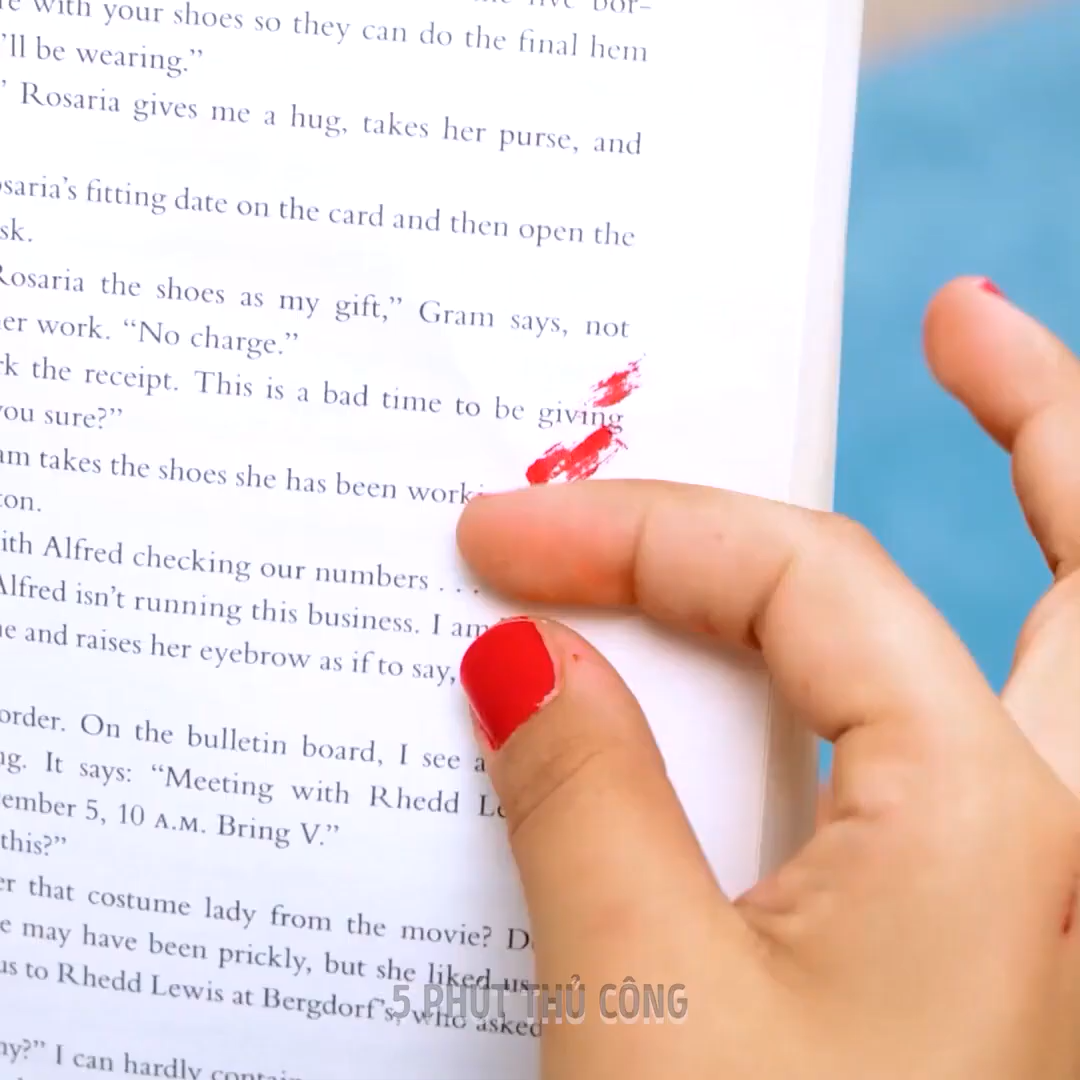 with your shoes so they can do the final hem
'll be wearing.”
” Rosaria gives me a hug, takes her purse, and
saria's fitting date on the card and then open the
sk.
Rosaria the shoes as my gift,” Gram says, not
er work. “No charge.”
k the receipt. This is a bad time to be giving
you sure?”
am takes the shoes she has been work
ton.
ith Alfred checking our numbers . . .
Alfred isn't running this business. I am
e and raises her eyebrow as if to say,
order. On the bulletin board, I see a
ng. It says: “Meeting with Rhedd Le
ember 5, 10 A.M. Bring V.”
this?”
er that costume lady from the movie? D
e may have been prickly, but she liked us
us to Rhedd Lewis at Bergdorf's, who asked
hy?” I can hardly contain
5 PHÚT THỦ CÔNG